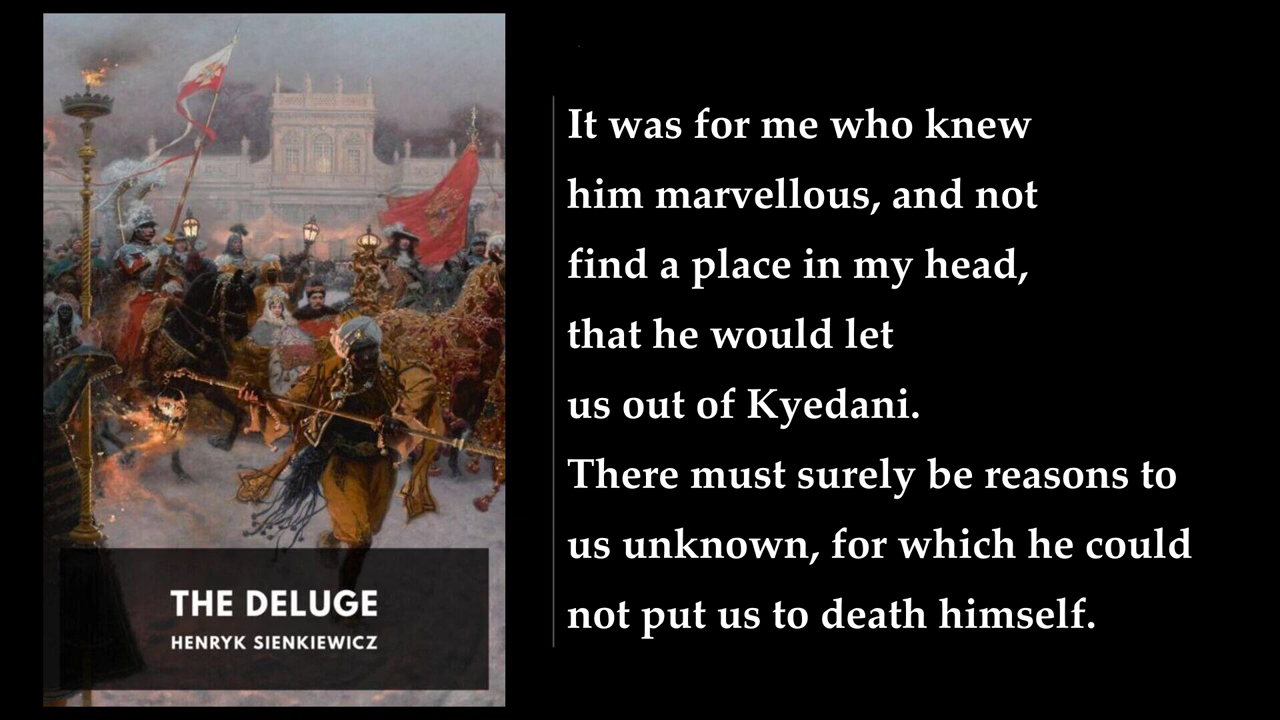 THE DELUGE
HENRYK SIENKIEWICZ
It was for me who knew
him marvellous, and not
find a place in my head,
that he would let
us out of Kyedani.
There must surely be reasons to
us unknown, for which he could
not put us to death himself.